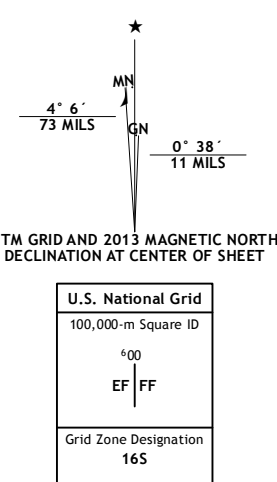 ★
MN
4° 6´
73 MILS
GN
0° 38´
11 MILS
TM GRID AND 2013 MAGNETIC NORTH
DECLINATION AT CENTER OF SHEET
U.S. National Grid
100,000-m Square ID
⁶00
EF FF
Grid Zone Designation
16S